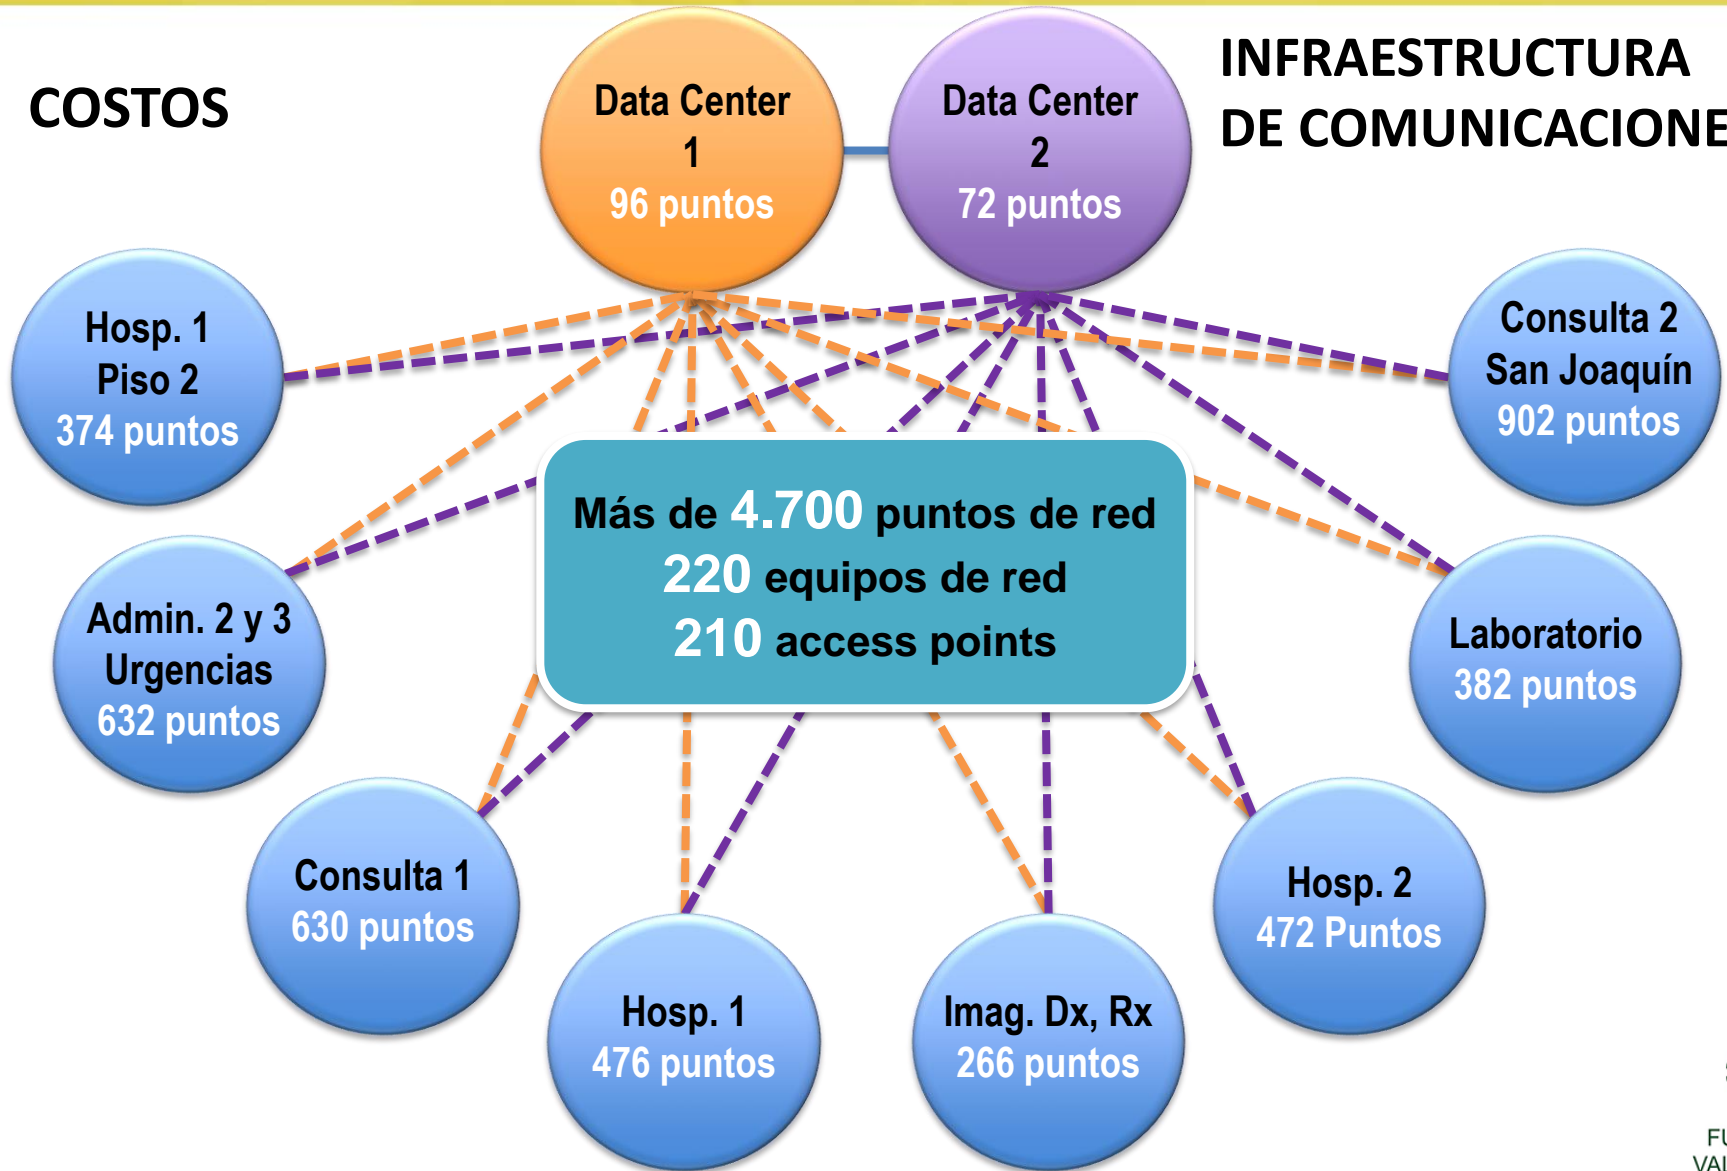 COSTOS
INFRAESTRUCTURA
DE COMUNICACIONE
Data Center
1
96 puntos
Data Center
2
72 puntos
Hosp. 1
Piso 2
374 puntos
Consulta 2
San Joaquín
902 puntos
Más de 4.700 puntos de red
220 equipos de red
210 access points
Admin. 2 y 3
Urgencias
632 puntos
Laboratorio
382 puntos
Consulta 1
630 puntos
Hosp. 2
472 Puntos
Hosp. 1
476 puntos
Imag. Dx, Rx
266 puntos